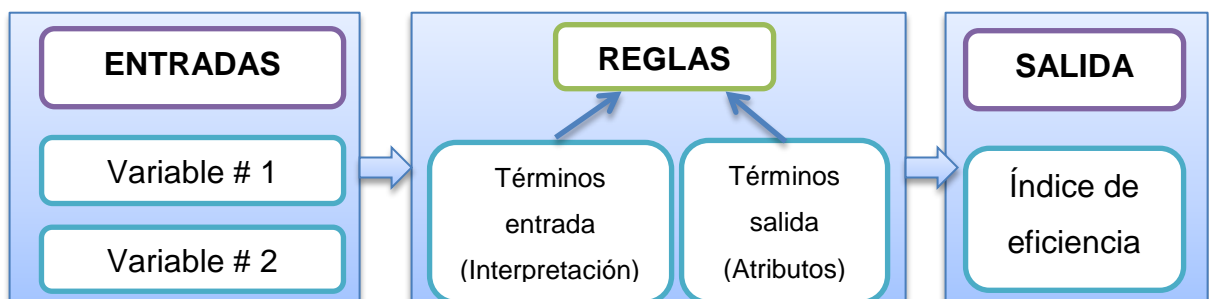 ENTRADAS
Variable # 1
Variable # 2
REGLAS
Términos
entrada
(Interpretación)
Términos
salida
(Atributos)
SALIDA
Índice de
eficiencia